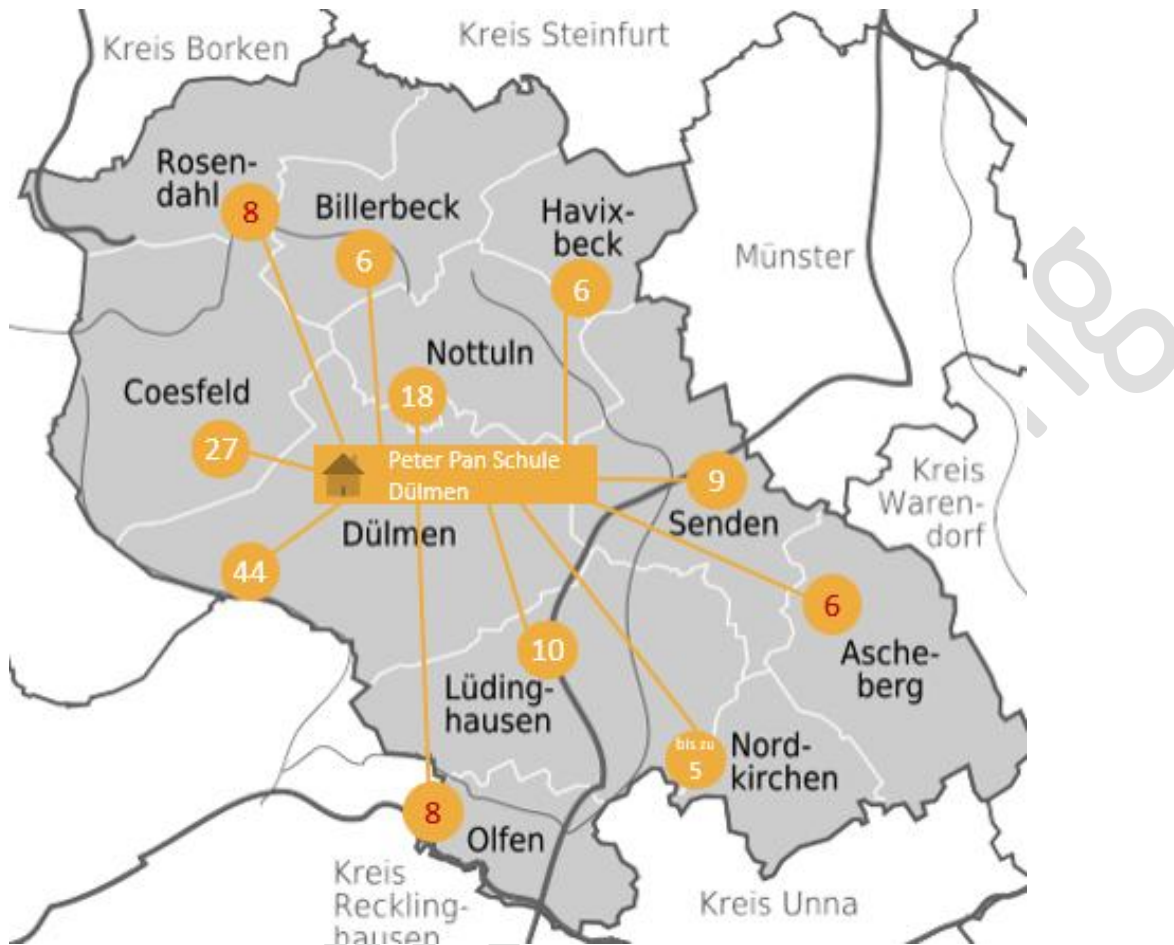 Kreis Borken
Kreis Steinfurt
Rosen-
dahl
8
Billerbeck
6
Havix-
beck
6
Münster
Nottuln
18
Coesfeld
27
Peter Pan Schule
Dülmen
9
Senden
Kreis
Waren-
dorf
Dülmen
44
6
Asche-
berg
10
Lüding-
hausen
bis zu
5
Nord-
kirchen
8
Olfen
Kreis
Reckling-
hausen
Kreis Unna
ng